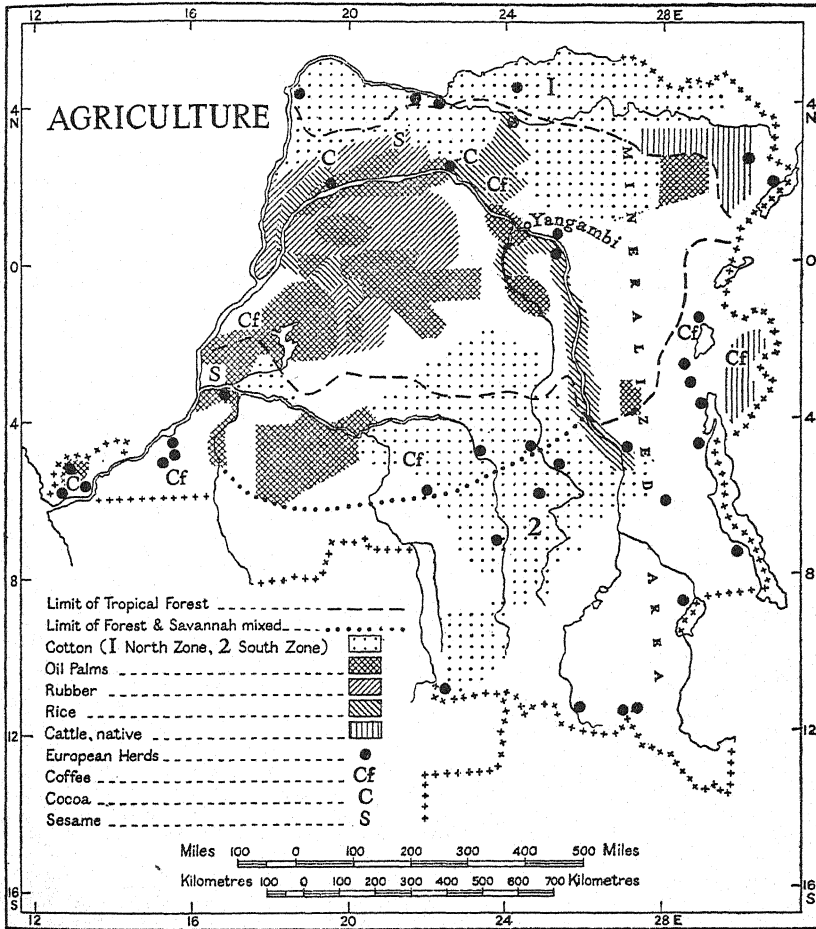 12 16 20 24 28 E
4
N
4
N
AGRICULTURE
1
S
C
C
Cf
Yangambi
MINERALIZED AREA
0
0
Cf
S
Cf
Cf
4
4
C
Cf
Cf
2
8
8
Limit of Tropical Forest
Limit of Forest & Savannah mixed
Cotton (1 North Zone, 2 South Zone)
Oil Palms
Rubber
Rice
Cattle, native
European Herds
Coffee Cf
Cocoa C
Sesame S
12
12
Miles 100 0 100 200 300 400 500 Miles
Kilometres 100 0 100 200 300 400 500 600 700 Kilometres
16
S
16
S
12 16 20 24 28 E